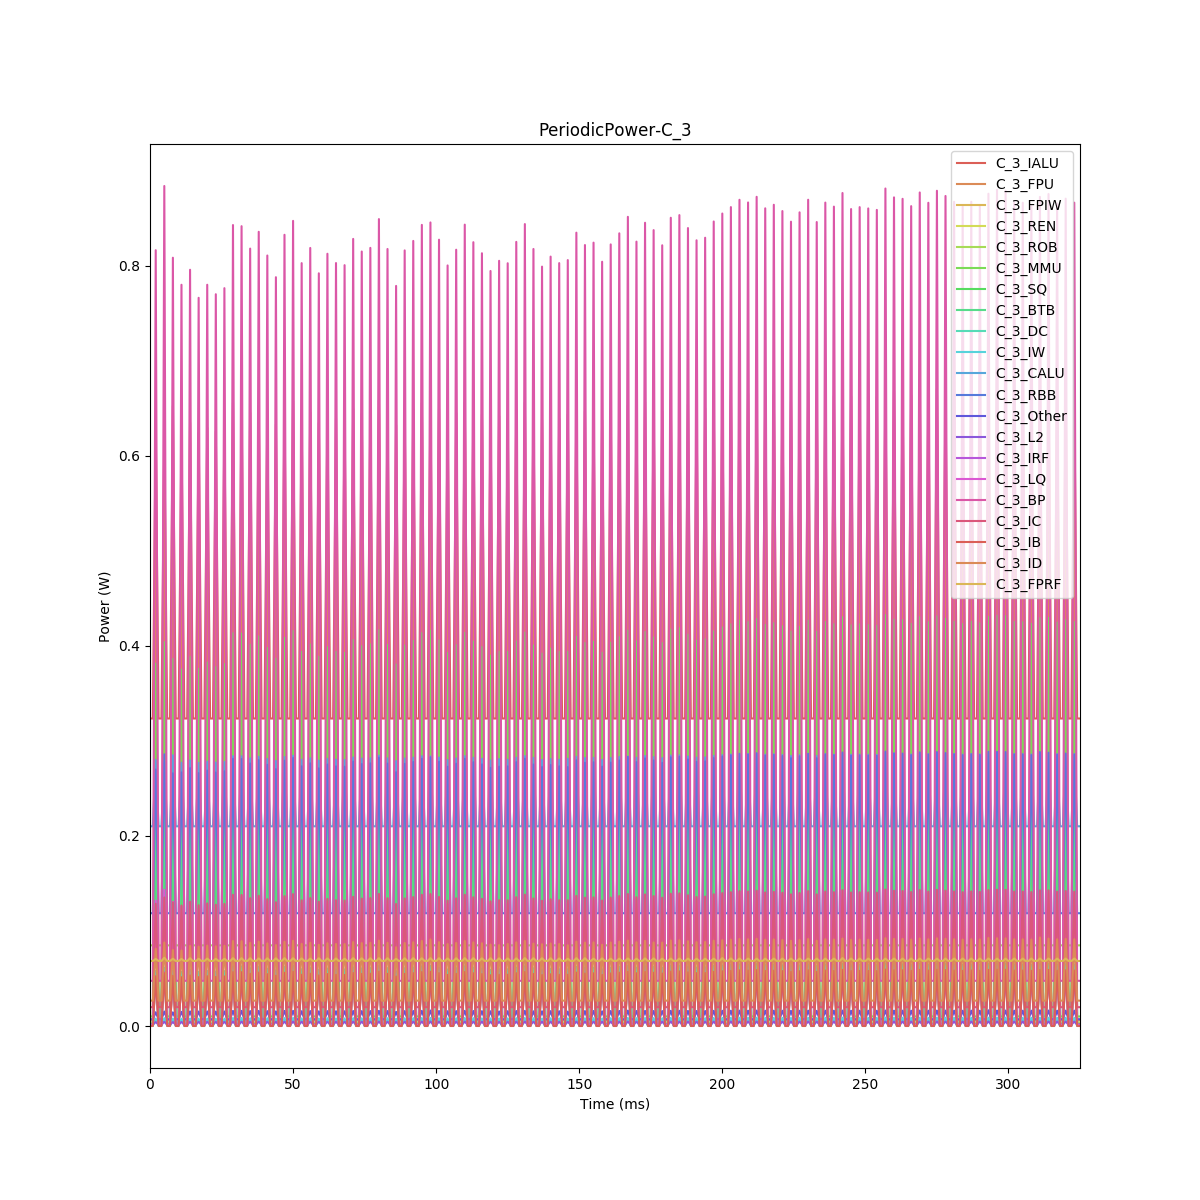 PeriodicPower-C_3
C_3_IALU
C_3_FPU
C_3_FPIW
C_3_REN
C_3_ROB
C_3_MMU
C_3_SQ
C_3_BTB
C_3_DC
C_3_IW
C_3_CALU
C_3_RBB
C_3_Other
C_3_L2
C_3_IRF
C_3_LQ
C_3_BP
C_3_IC
C_3_IB
C_3_ID
C_3_FPRF
Power (W)
0.8
0.6
0.4
0.2
0.0
0 50 100 150 200 250 300
Time (ms)